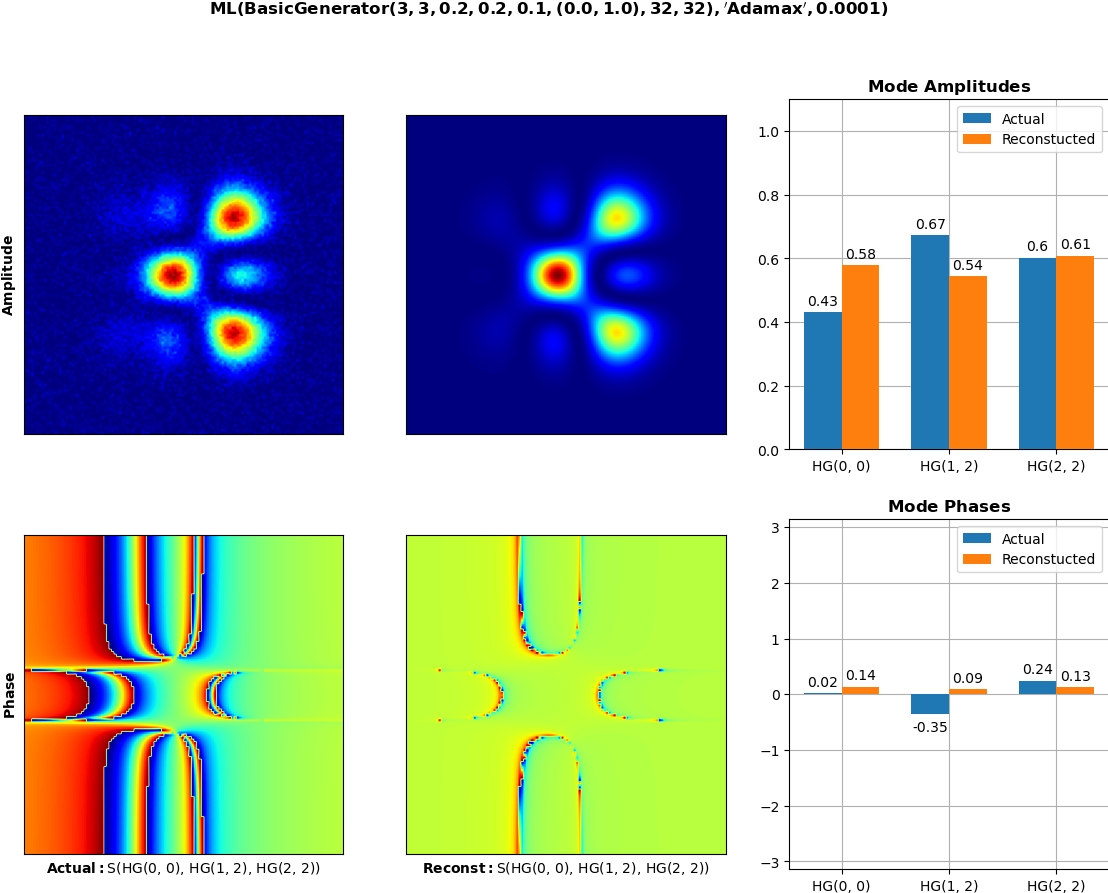 ML(BasicGenerator(3, 3, 0.2, 0.2, 0.1, (0.0, 1.0), 32, 32), ′Adamax′, 0.0001)
Amplitude
Mode Amplitudes
Actual
Reconstucted
1.0
0.8
0.6
0.4
0.2
0.0
0.43
0.58
0.67
0.54
0.6
0.61
HG(0, 0)
HG(1, 2)
HG(2, 2)
Phase
Actual: S(HG(0, 0), HG(1, 2), HG(2, 2))
Reconst: S(HG(0, 0), HG(1, 2), HG(2, 2))
Mode Phases
Actual
Reconstucted
3
2
1
0
−1
−2
−3
0.02
0.14
-0.35
0.09
0.24
0.13
HG(0, 0)
HG(1, 2)
HG(2, 2)